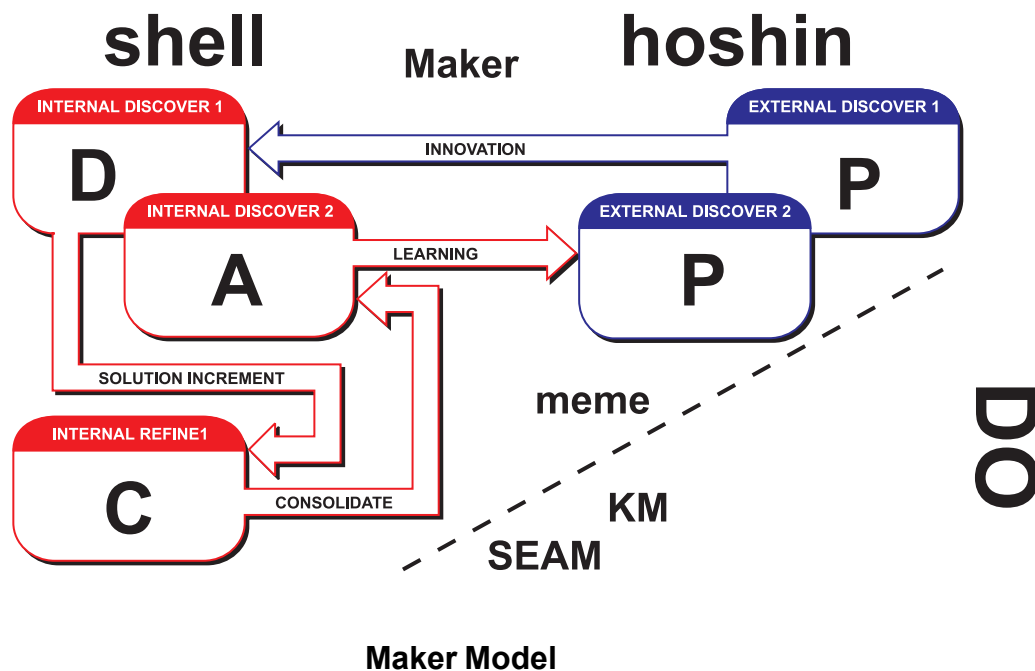 shell
hoshin
Maker
INTERNAL DISCOVER 1
EXTERNAL DISCOVER 1
D
INNOVATION
P
INTERNAL DISCOVER 2
EXTERNAL DISCOVER 2
A
LEARNING
P
SOLUTION INCREMENT
meme
DO
INTERNAL REFINE1
C
CONSOLIDATE
KM
SEAM
Maker Model